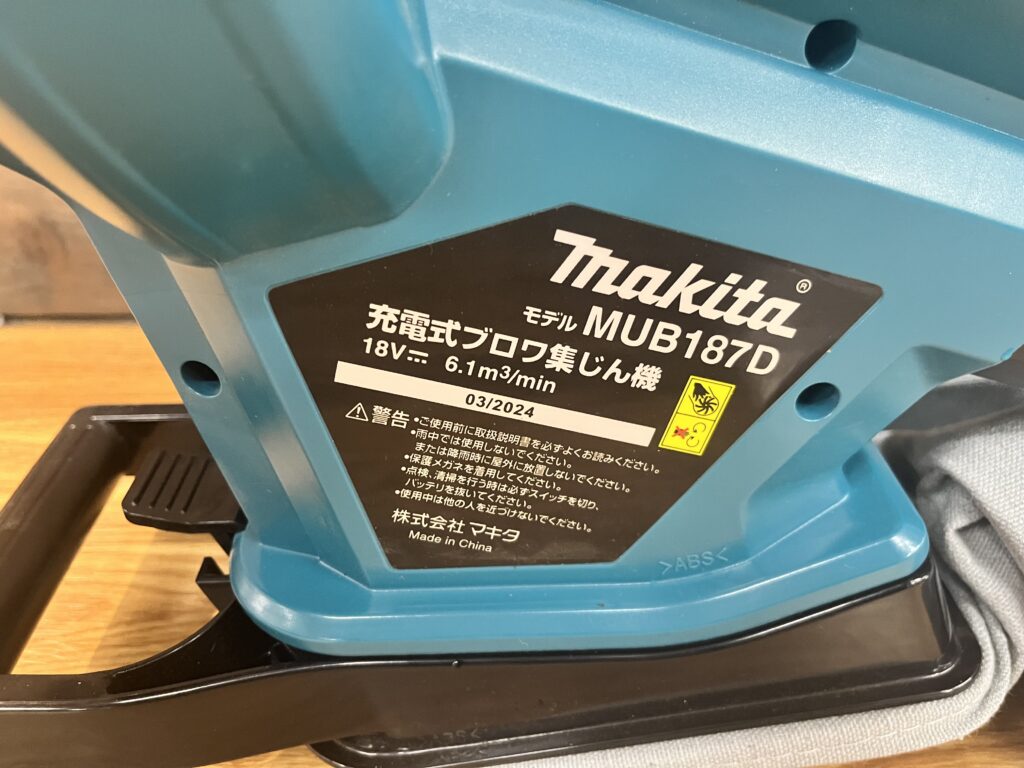 makita®
モデル MUB187D
充電式ブロワ集じん機
18V⎓ 6.1m³/min
03/2024
⚠警告
•ご使用前に取扱説明書を必ずよくお読みください。
•雨中では使用しないでください。
または降雨時に屋外に放置しないでください。
•保護メガネを着用してください。
•点検、清掃を行う時は必ずスイッチを切り、
バッテリを抜いてください。
•使用中は他の人を近づけないでください。
株式会社 マキタ
Made in China
>ABS<
>ABS<